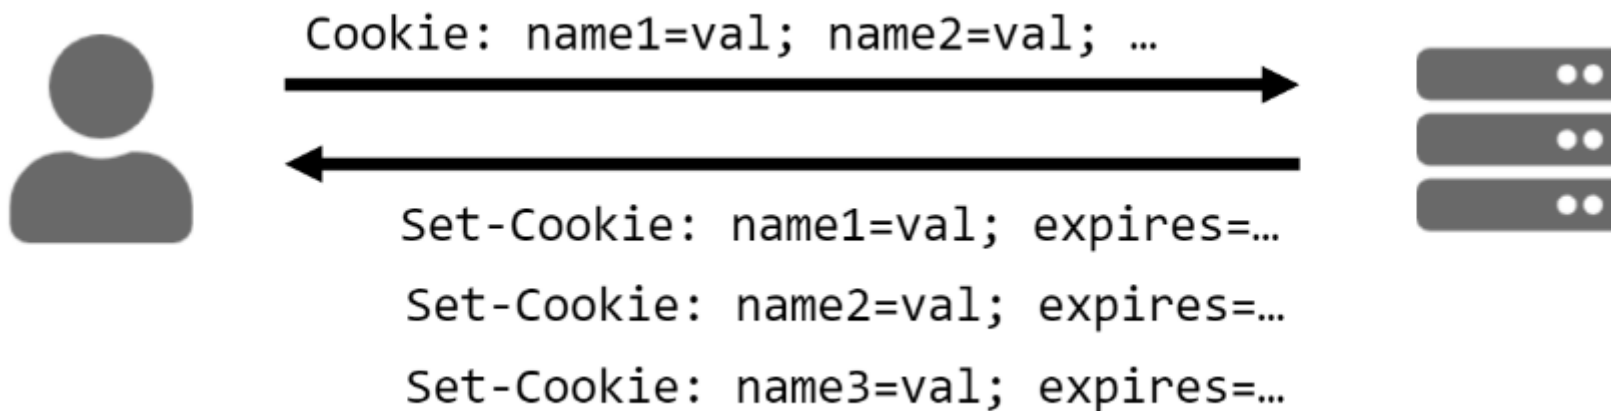 Cookie: name1=val; name2=val; …
Set-Cookie: name1=val; expires=…
Set-Cookie: name2=val; expires=…
Set-Cookie: name3=val; expires=…